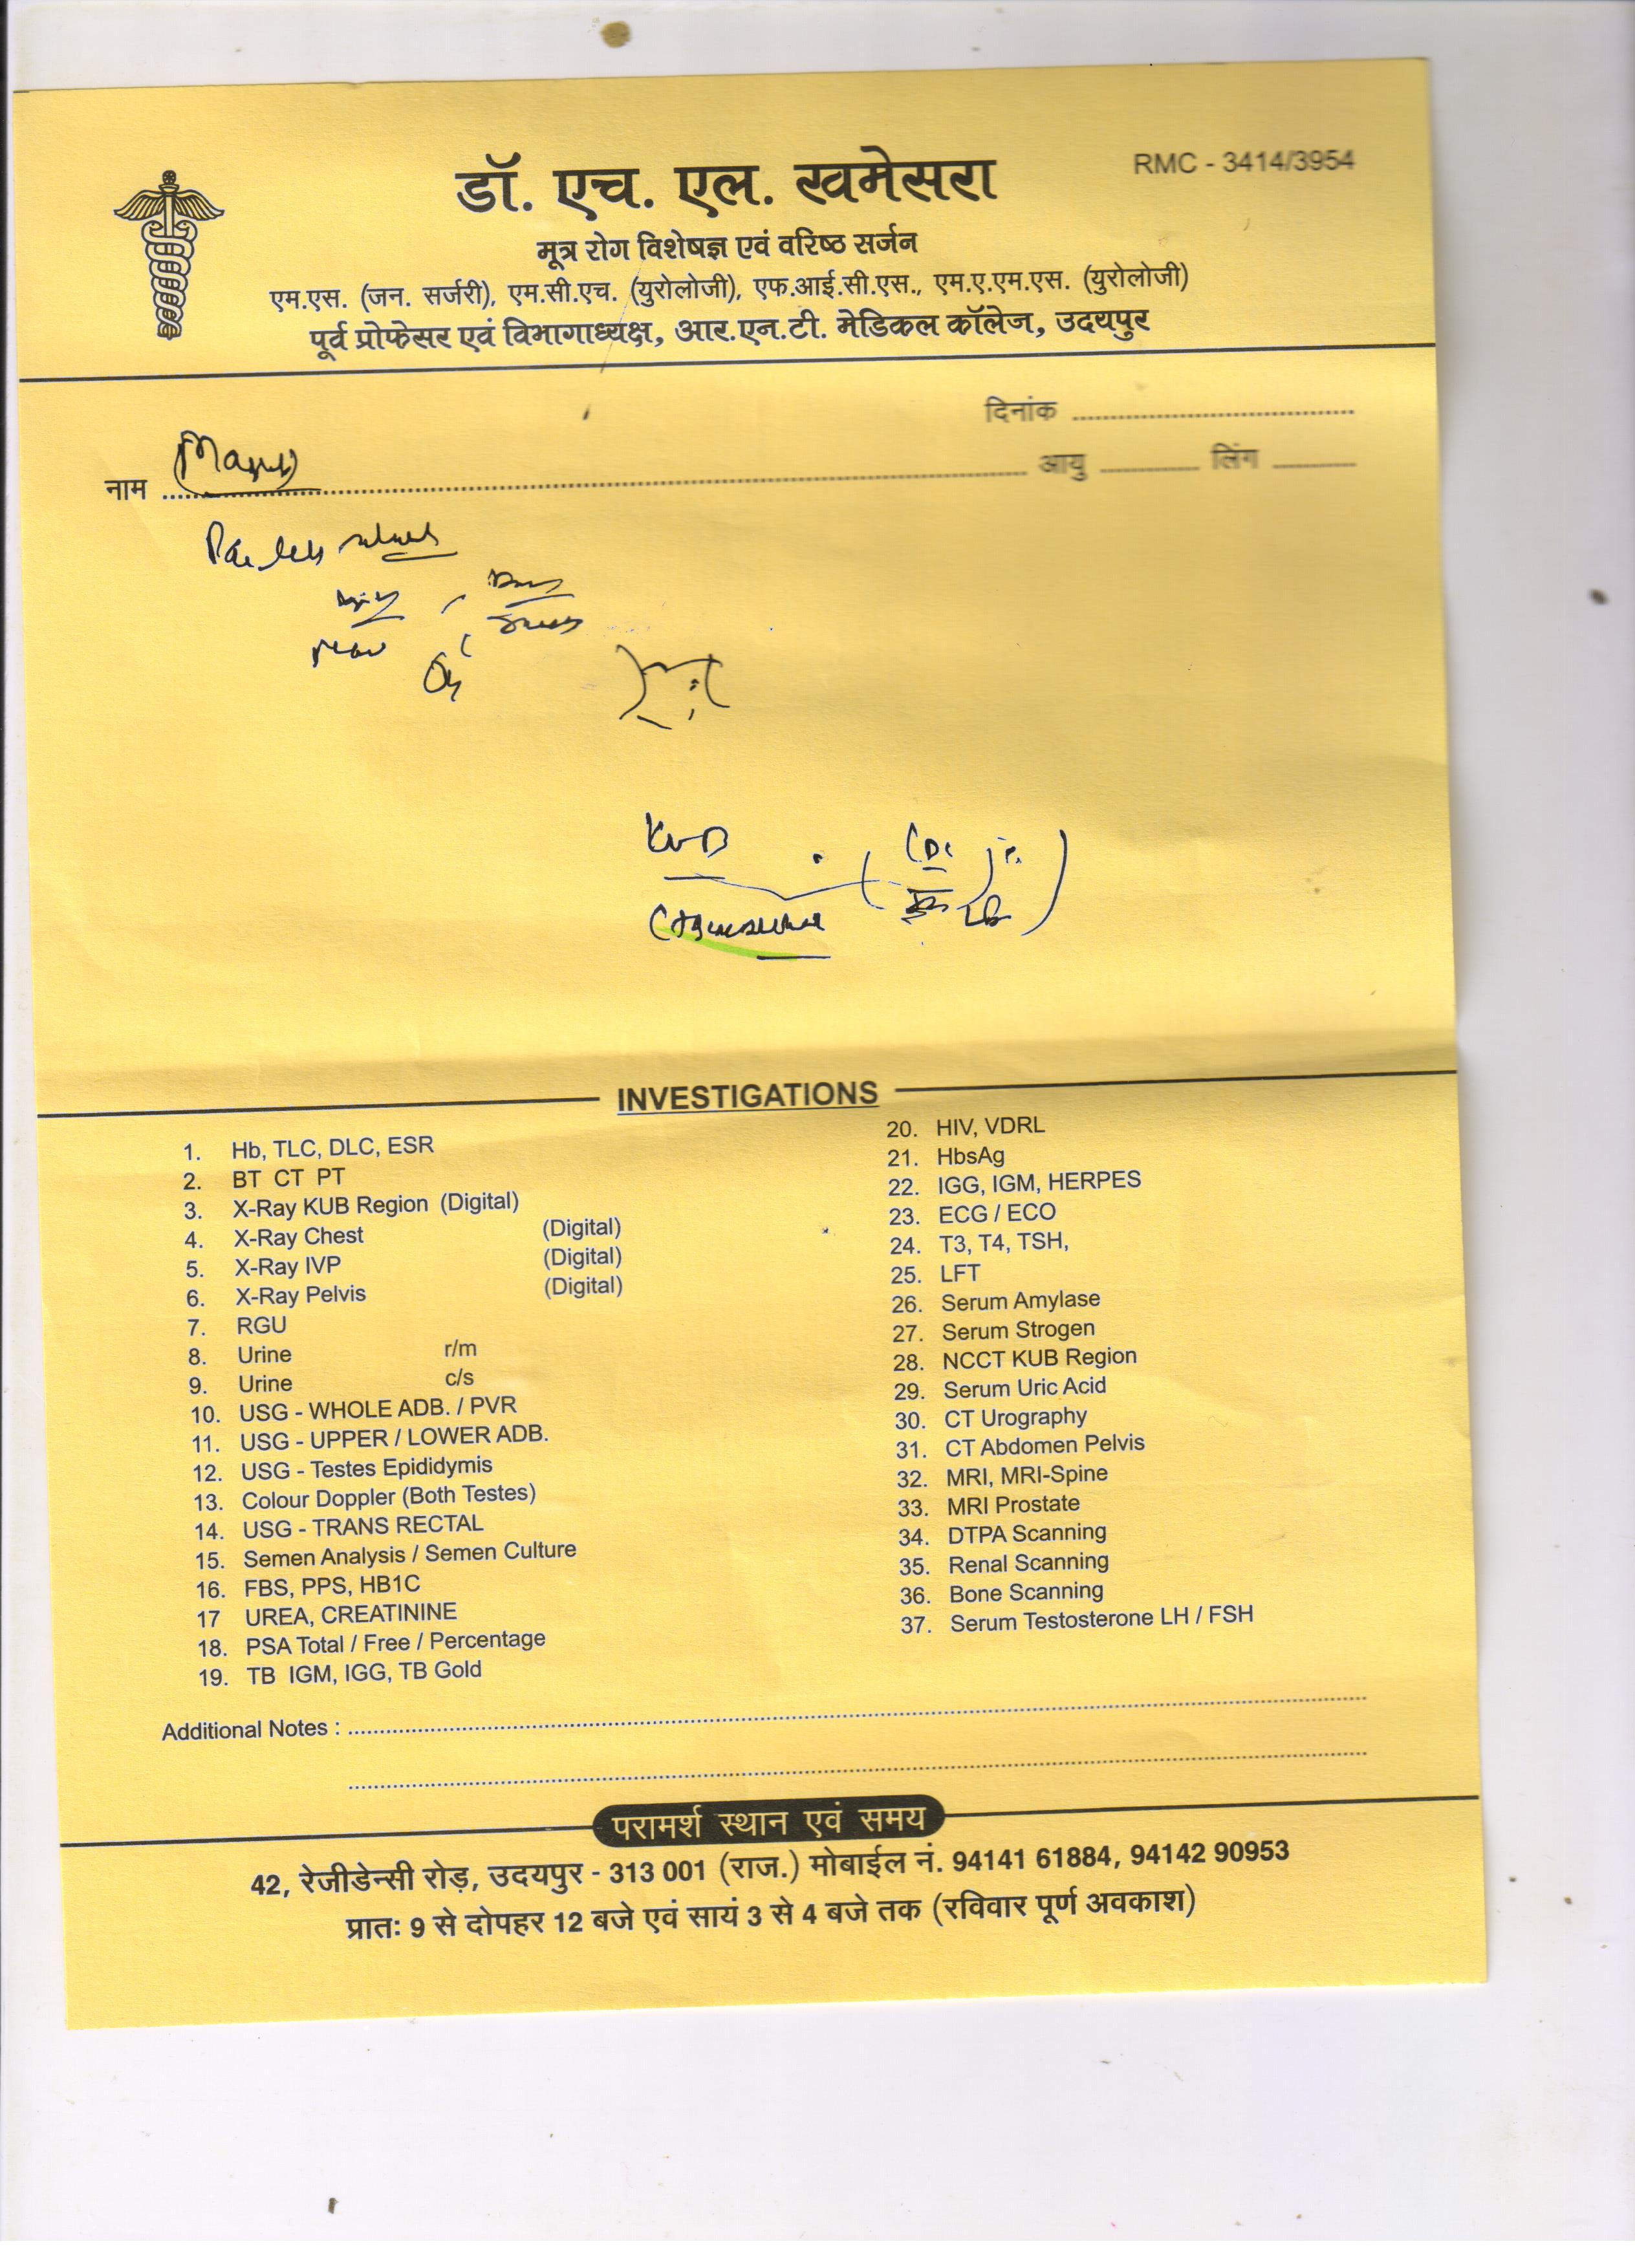 RMC - 3414/3954
डॉ. एच. एल. खमेसरा
मूत्र रोग विशेषज्ञ एवं वरिष्ठ सर्जन
एम.एस. (जन. सर्जरी), एम.सी.एच. (युरोलोजी), एफ.आई.सी.एस., एम.ए.एम.एस. (युरोलोजी)
पूर्व प्रोफेसर एवं विभागाध्यक्ष, आर.एन.टी. मेडिकल कॉलेज, उदयपुर
दिनांक
नाम आयु लिंग
KUB
INVESTIGATIONS
1. Hb, TLC, DLC, ESR
2. BT CT PT
3. X-Ray KUB Region (Digital)
4. X-Ray Chest (Digital)
5. X-Ray IVP (Digital)
6. X-Ray Pelvis (Digital)
7. RGU
8. Urine r/m
9. Urine c/s
10. USG - WHOLE ADB. / PVR
11. USG - UPPER / LOWER ADB.
12. USG - Testes Epididymis
13. Colour Doppler (Both Testes)
14. USG - TRANS RECTAL
15. Semen Analysis / Semen Culture
16. FBS, PPS, HB1C
17 UREA, CREATININE
18. PSA Total / Free / Percentage
19. TB IGM, IGG, TB Gold
20. HIV, VDRL
21. HbsAg
22. IGG, IGM, HERPES
23. ECG / ECO
24. T3, T4, TSH,
25. LFT
26. Serum Amylase
27. Serum Strogen
28. NCCT KUB Region
29. Serum Uric Acid
30. CT Urography
31. CT Abdomen Pelvis
32. MRI, MRI-Spine
33. MRI Prostate
34. DTPA Scanning
35. Renal Scanning
36. Bone Scanning
37. Serum Testosterone LH / FSH
Additional Notes :
परामर्श स्थान एवं समय
42, रेजीडेन्सी रोड़, उदयपुर - 313 001 (राज.) मोबाईल नं. 94141 61884, 94142 90953
प्रातः 9 से दोपहर 12 बजे एवं सायं 3 से 4 बजे तक (रविवार पूर्ण अवकाश)